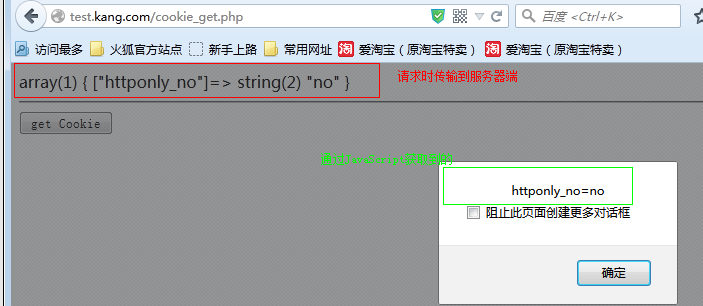 test.kang.com/cookie_get.php
百度 <Ctrl+K>
访问最多 火狐官方站点 新手上路 常用网址 淘 爱淘宝（原淘宝特卖） 淘 爱淘宝（原淘宝特卖）
array(1) { ["httponly_no"]=> string(2) "no" }
请求时传输到服务器端
get Cookie
httponly_no=no
阻止此页面创建更多对话框
确定